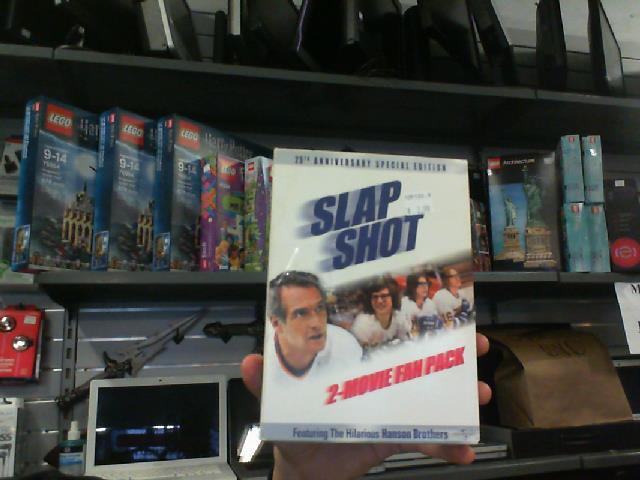 25TH ANNIVERSARY SPECIAL EDITION
SLAP
SHOT
2-MOVIE FAN PACK
Featuring The Hilarious Hanson Brothers
LEGO
9-14
LEGO
9-14
LEGO
9-14
Architecture